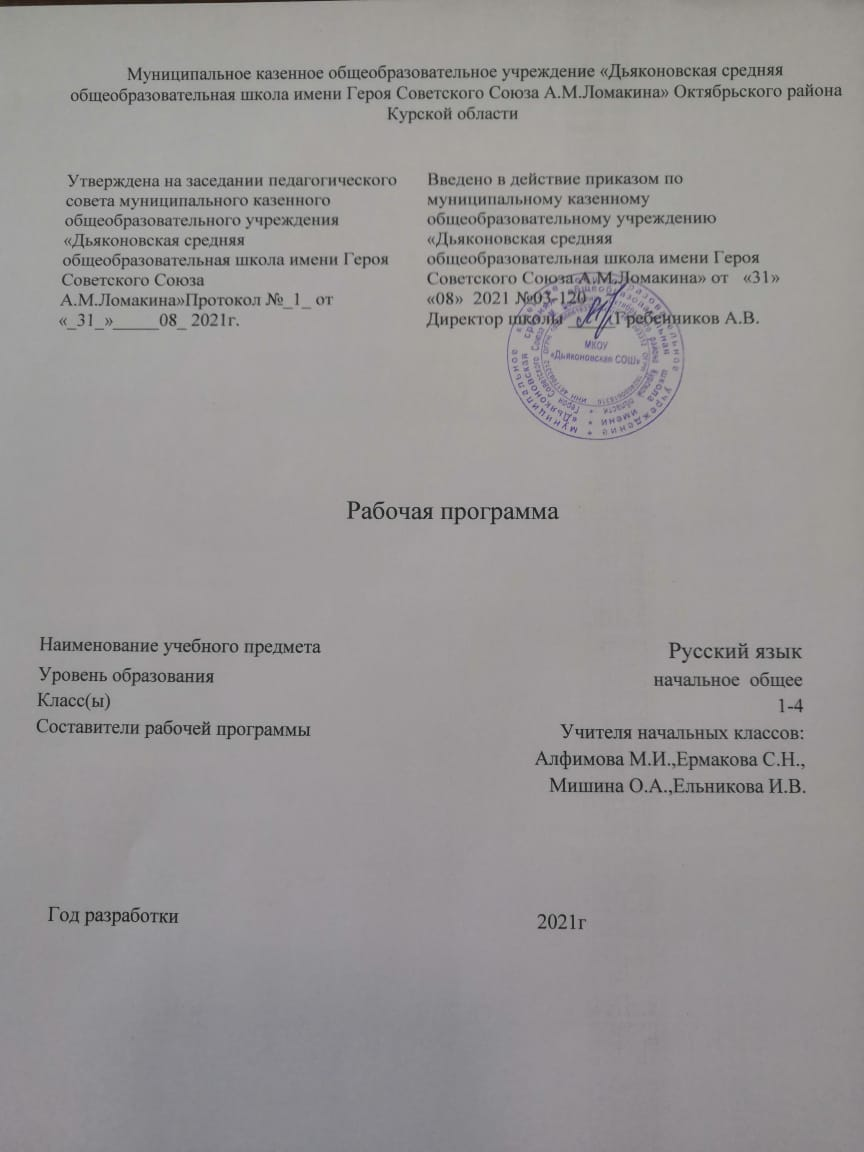 Муниципальное казенное общеобразовательное учреждение «Дьяконовская средняя
общеобразовательная школа имени Героя Советского Союза А.М.Ломакина» Октябрьского района
Курской области
Утверждена на заседании педагогического
совета муниципального казенного
общеобразовательного учреждения
«Дьяконовская средняя
общеобразовательная школа имени Героя
Советского Союза
А.М.Ломакина»Протокол №_1_ от
«_31_»_____08_ 2021г.
Введено в действие приказом по
муниципальному казенному
общеобразовательному учреждению
«Дьяконовская средняя
общеобразовательная школа имени Героя
Советского Союза А.М.Ломакина» от «31»
«08» 2021 №03-120
Директор школы _____Гребенников А.В.
МКОУ
«Дьяконовская СОШ»
Рабочая программа
Наименование учебного предмета Русский язык
Уровень образования начальное общее
Класс(ы) 1-4
Составители рабочей программы Учителя начальных классов:
Алфимова М.И.,Ермакова С.Н.,
Мишина О.А.,Ельникова И.В.
Год разработки 2021г